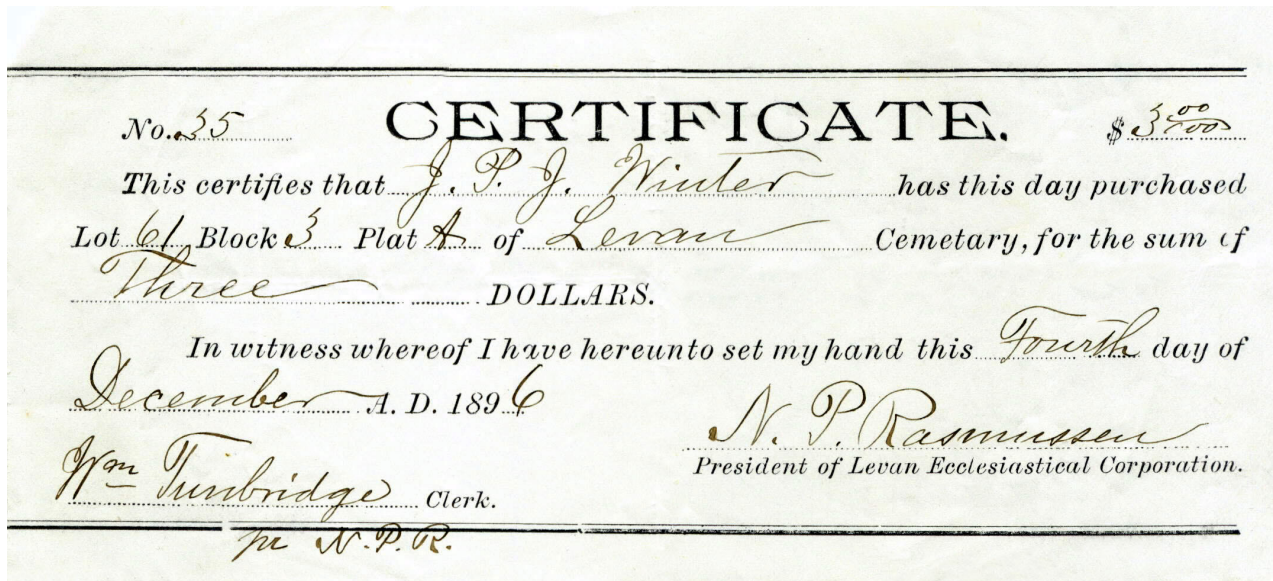 No. 35 CERTIFICATE. $ 3 00/100
This certifies that J. P. J. Winter has this day purchased
Lot 61 Block 3 Plat A of Levan Cemetary, for the sum of
Three DOLLARS.
In witness whereof I have hereunto set my hand this Fourth day of
December A. D. 1896
N. P. Rasmussen
President of Levan Ecclesiastical Corporation.
Wm Tunbridge Clerk.
per N. P. R.